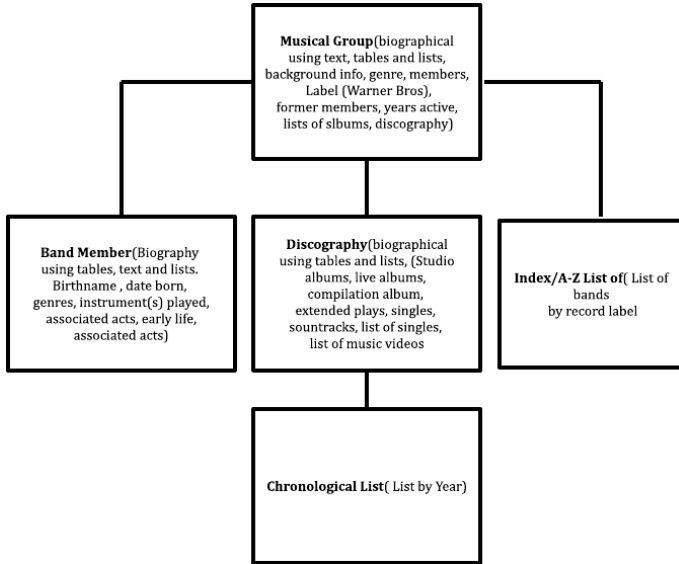 Musical Group(biographical
using text, tables and lists,
background info, genre, members,
Label (Warner Bros),
former members, years active,
lists of slbums, discography)
Band Member(Biography
using tables, text and lists.
Birthname , date born,
genres, instrument(s) played,
associated acts, early life,
associated acts)
Discography(biographical
using tables and lists, (Studio
albums, live albums,
compilation album,
extended plays, singles,
sountracks, list of singles,
list of music videos
Index/A-Z List of( List of
bands
by record label
Chronological List( List by Year)